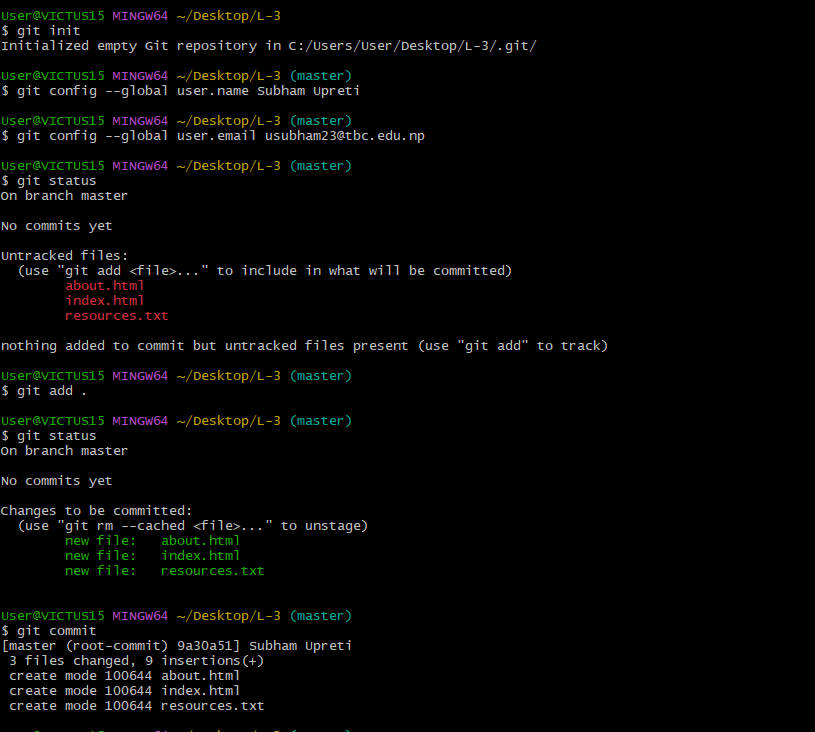 User@VICTUS15 MINGW64 ~/Desktop/L-3
$ git init
Initialized empty Git repository in C:/Users/User/Desktop/L-3/.git/
User@VICTUS15 MINGW64 ~/Desktop/L-3 (master)
$ git config --global user.name Subham Upreti
User@VICTUS15 MINGW64 ~/Desktop/L-3 (master)
$ git config --global user.email usubham23@tbc.edu.np
User@VICTUS15 MINGW64 ~/Desktop/L-3 (master)
$ git status
On branch master
No commits yet
Untracked files:
(use "git add <file>..." to include in what will be committed)
about.html
index.html
resources.txt
nothing added to commit but untracked files present (use "git add" to track)
User@VICTUS15 MINGW64 ~/Desktop/L-3 (master)
$ git add .
User@VICTUS15 MINGW64 ~/Desktop/L-3 (master)
$ git status
On branch master
No commits yet
Changes to be committed:
(use "git rm --cached <file>..." to unstage)
new file:   about.html
new file:   index.html
new file:   resources.txt
User@VICTUS15 MINGW64 ~/Desktop/L-3 (master)
$ git commit
[master (root-commit) 9a30a51] Subham Upreti
3 files changed, 9 insertions(+)
create mode 100644 about.html
create mode 100644 index.html
create mode 100644 resources.txt